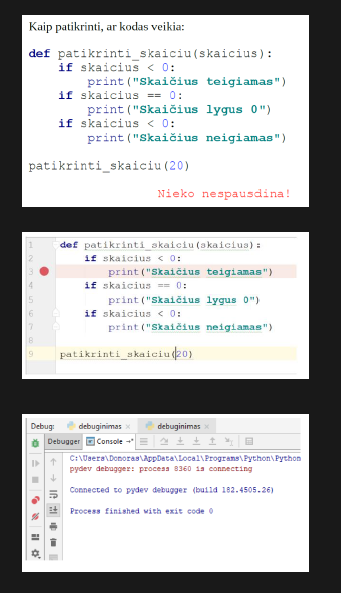 Kaip patikrinti, ar kodas veikia:
def patikrinti_skaiciu(skaicius):
if skaicius < 0:
print("Skaičius teigiamas")
if skaicius == 0:
print("Skaičius lygus 0")
if skaicius < 0:
print("Skaičius neigiamas")
patikrinti_skaiciu(20)
Nieko nespausdina!
1 def patikrinti_skaiciu(skaicius):
2 if skaicius < 0:
3 print("Skaičius teigiamas")
4 if skaicius == 0:
5 print("Skaičius lygus 0")
6 if skaicius < 0:
7 print("Skaičius neigiamas")
8
9 patikrinti_skaiciu(20)
Debug: debuginimas × debuginimas ×
Debugger Console
C:\Users\Donoras\AppData\Local\Programs\Python\Python
pydev debugger: process 8360 is connecting
Connected to pydev debugger (build 182.4505.26)
Process finished with exit code 0